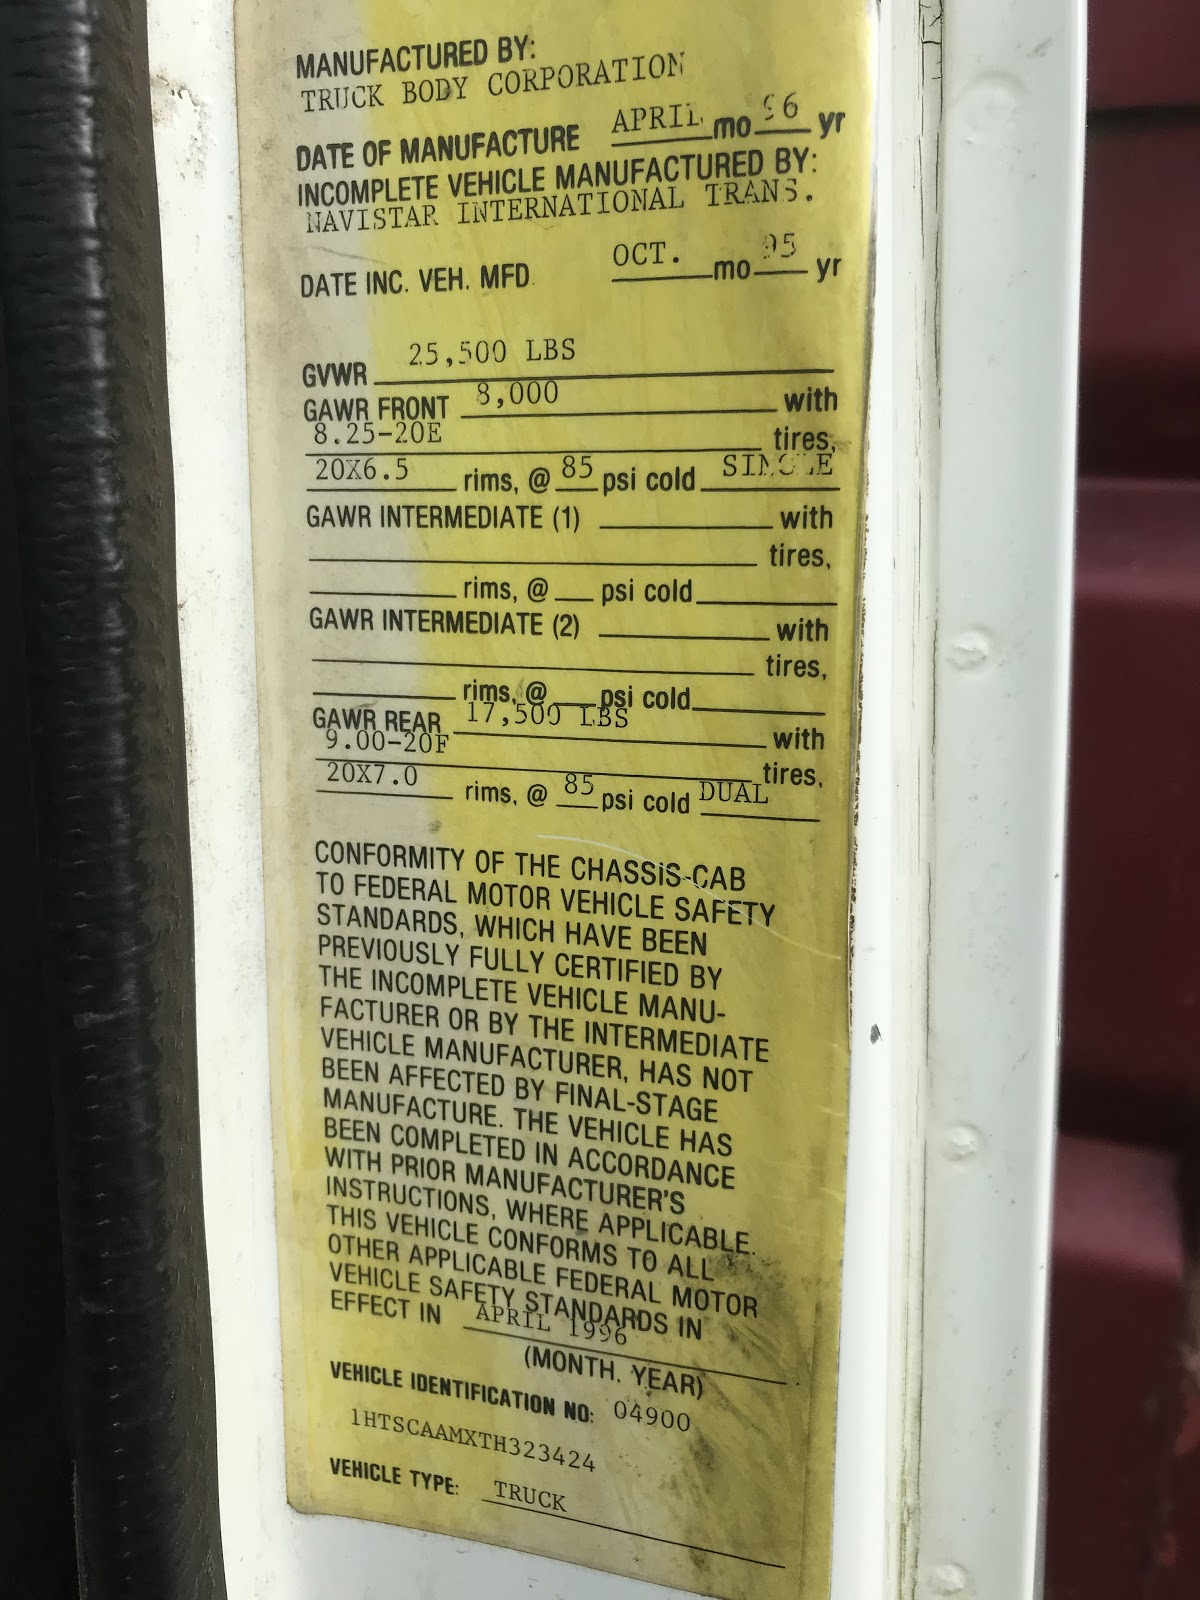 MANUFACTURED BY:
TRUCK BODY CORPORATION
DATE OF MANUFACTURE APRIL mo 96 yr
INCOMPLETE VEHICLE MANUFACTURED BY:
NAVISTAR INTERNATIONAL TRANS.
DATE INC. VEH. MFD. OCT. mo 95 yr
GVWR 25,500 LBS
GAWR FRONT 8,000 with
8.25-20E tires,
20X6.5 rims, @ 85 psi cold SINGLE
GAWR INTERMEDIATE (1) with
tires,
rims, @ psi cold
GAWR INTERMEDIATE (2) with
tires,
rims, @ psi cold
GAWR REAR 17,500 LBS with
9.00-20F tires,
20X7.0 rims, @ 85 psi cold DUAL
CONFORMITY OF THE CHASSIS-CAB
TO FEDERAL MOTOR VEHICLE SAFETY
STANDARDS, WHICH HAVE BEEN
PREVIOUSLY FULLY CERTIFIED BY
THE INCOMPLETE VEHICLE MANU-
FACTURER OR BY THE INTERMEDIATE
VEHICLE MANUFACTURER, HAS NOT
BEEN AFFECTED BY FINAL-STAGE
MANUFACTURE. THE VEHICLE HAS
BEEN COMPLETED IN ACCORDANCE
WITH PRIOR MANUFACTURER'S
INSTRUCTIONS, WHERE APPLICABLE.
THIS VEHICLE CONFORMS TO ALL
OTHER APPLICABLE FEDERAL MOTOR
VEHICLE SAFETY STANDARDS IN
EFFECT IN APRIL 1996.
(MONTH, YEAR)
VEHICLE IDENTIFICATION NO: 04900
1HTSCAAMXTH323424
VEHICLE TYPE: TRUCK